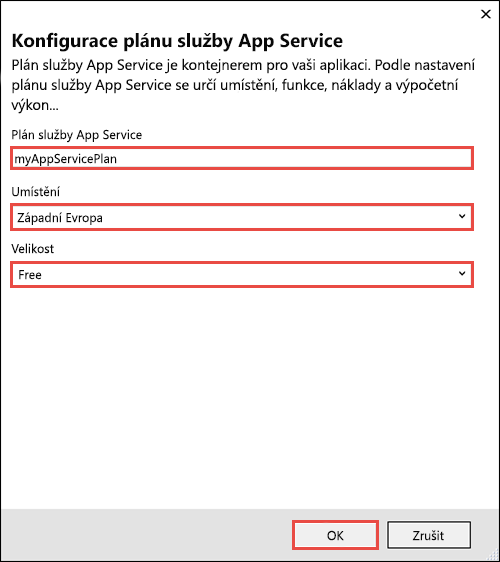 Konfigurace plánu služby App Service
Plán služby App Service je kontejnerem pro vaši aplikaci. Podle nastavení
plánu služby App Service se určí umístění, funkce, náklady a výpočetní
výkon...
Plán služby App Service
myAppServicePlan
Umístění
Západní Evropa
Velikost
Free
OK
Zrušit